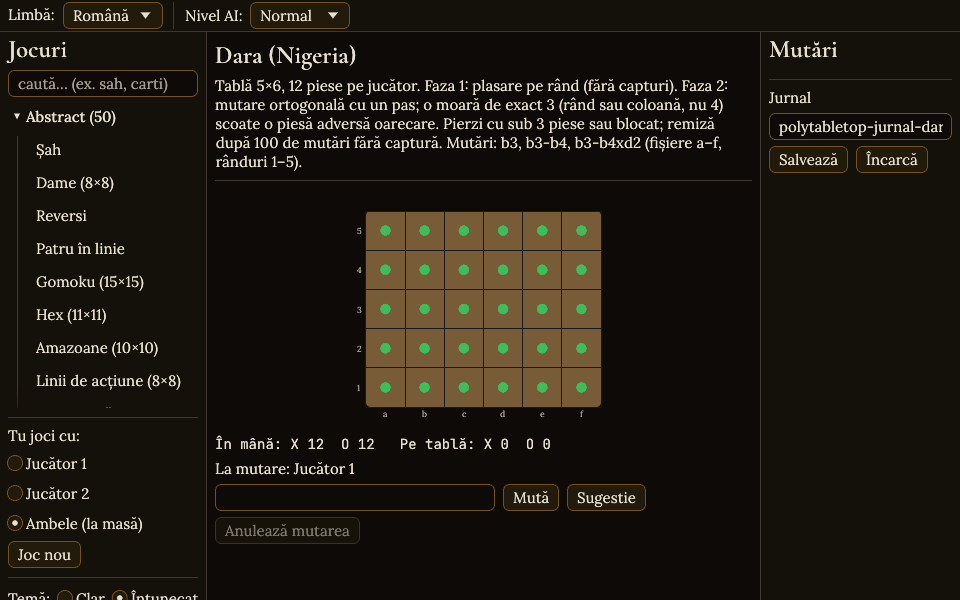 Limbă: Română Nivel AI: Normal
Jocuri
caută... (ex. sah, carti)
Abstract (50)
Șah
Dame (8×8)
Reversi
Patru în linie
Gomoku (15×15)
Hex (11×11)
Amazoane (10×10)
Linii de acțiune (8×8)
Tu joci cu:
Jucător 1
Jucător 2
Ambele (la masă)
Joc nou
Temă: Clar Întunecat
Dara (Nigeria)
Tablă 5×6, 12 piese pe jucător. Faza 1: plasare pe rând (fără capturi). Faza 2:
mutare ortogonală cu un pas; o moară de exact 3 (rând sau coloană, nu 4)
scoate o piesă adversă oarecare. Pierzi cu sub 3 piese sau blocat; remiză
după 100 de mutări fără captură. Mutări: b3, b3-b4, b3-b4xd2 (fișiere a–f,
rânduri 1–5).
5
4
3
2
1
a b c d e f
În mână: X 12 O 12 Pe tablă: X 0 O 0
La mutare: Jucător 1
Mută Sugestie
Anulează mutarea
Mutări
Jurnal
polytabletop-jurnal-dar
Salvează Încarcă